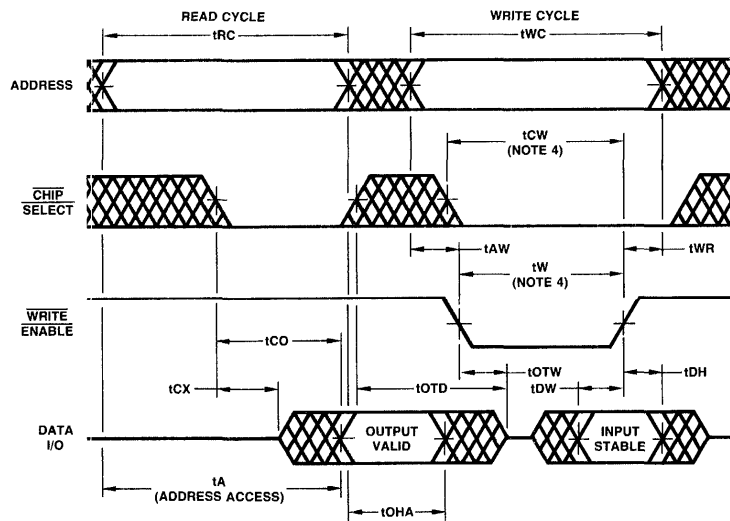 READ CYCLE
WRITE CYCLE
tRC
tWC
ADDRESS
tCW
(NOTE 4)
CHIP
SELECT
tAW
tWR
tW
(NOTE 4)
WRITE
ENABLE
tCO
tOTW
tCX
tOTD
tDW
tDH
DATA
I/O
OUTPUT
VALID
INPUT
STABLE
tA
(ADDRESS ACCESS)
tOHA